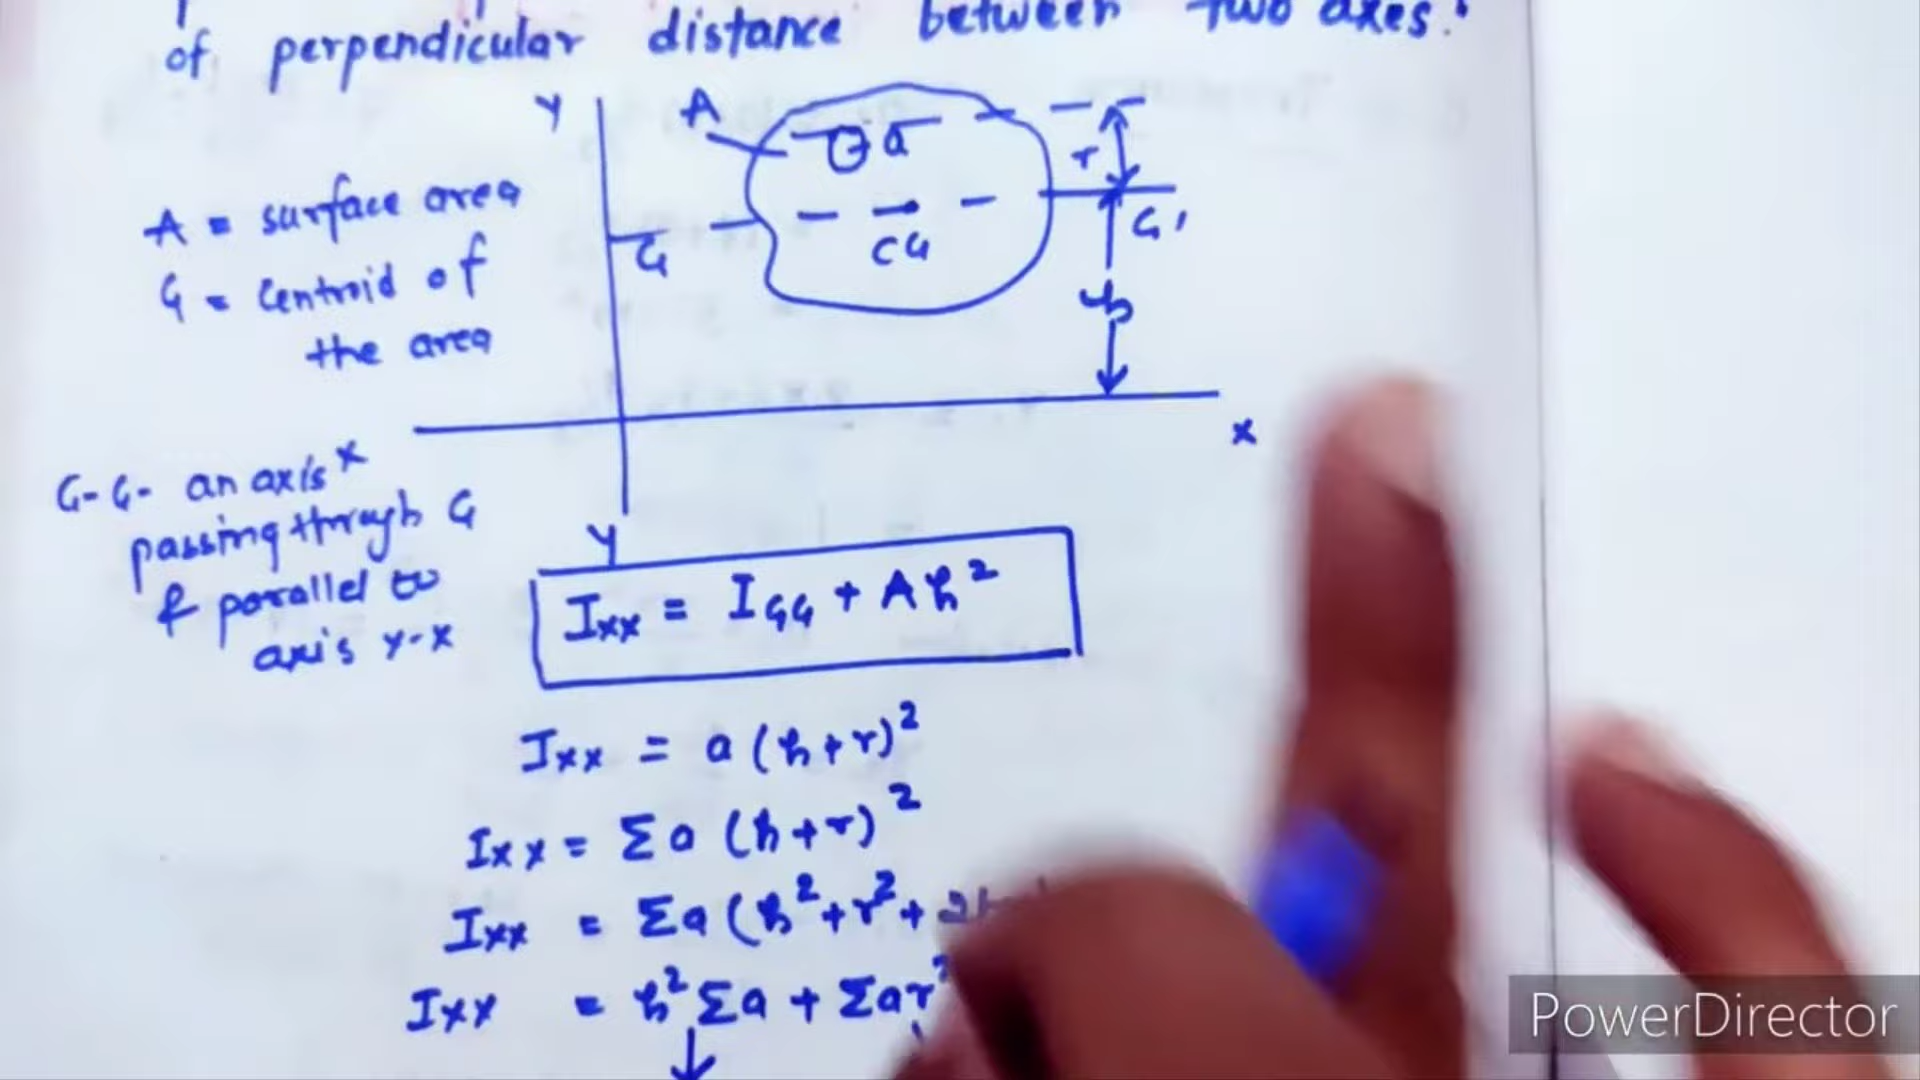 of perpendicular distance between two axes.
Y
A
a
r
A = surface area
G
CG
G'
G = Centroid of
the area
h
X
X
G-G- an axis
passing through G
& parallel to
axis Y-X
Y
IXX = IGG + Ah²
IXX = a (h+r)²
IXX = Σa (h+r)²
IXX = Σa (h²+r²+
IXX = h²Σa + Σar²
PowerDirector